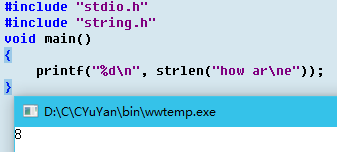 #include "stdio.h"
#include "string.h"
void main()
{
printf("%d\n", strlen("how ar\ne"));
}
D:\C\CYuYan\bin\wwtemp.exe
8